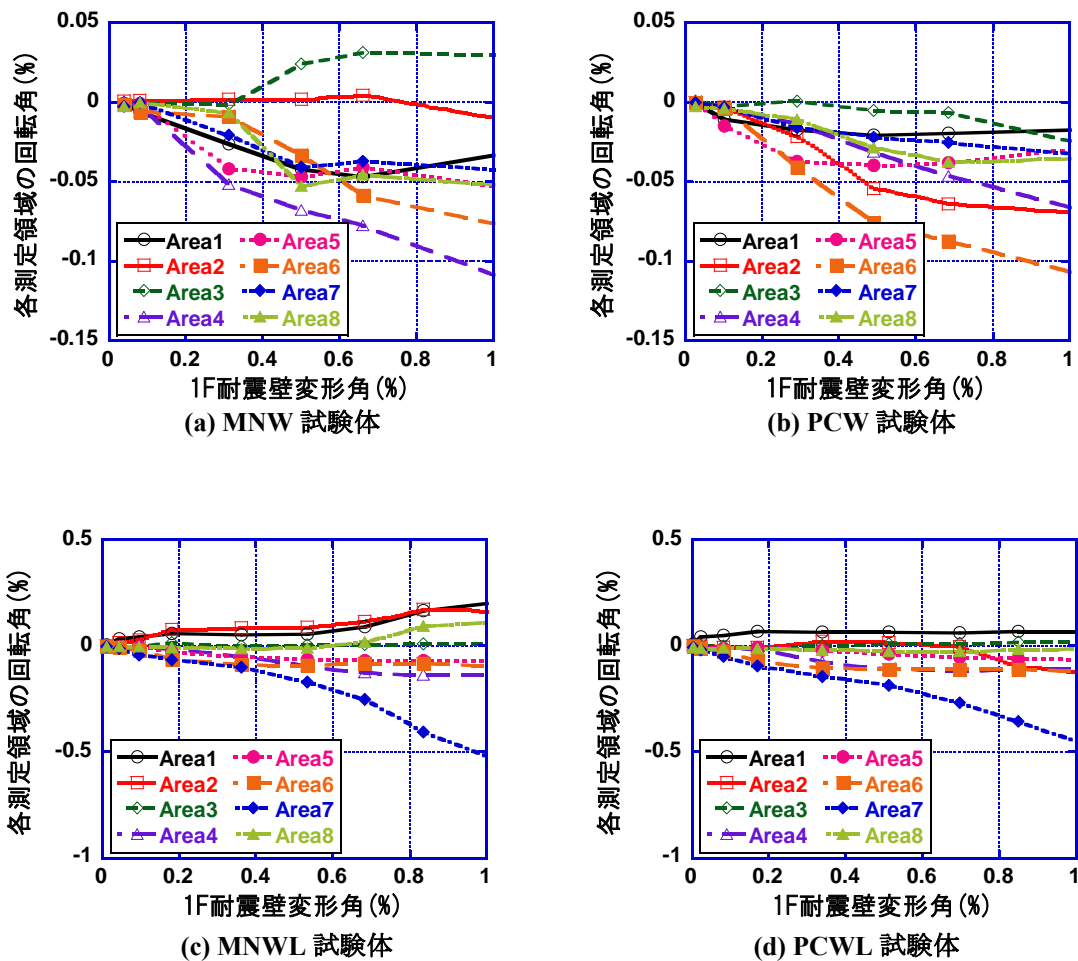 0.05
0
-0.05
-0.1
-0.15
各測定領域の回転角(%)
Area1 Area5
Area2 Area6
Area3 Area7
Area4 Area8
0 0.2 0.4 0.6 0.8 1
1F耐震壁変形角(%)
(a) MNW 試験体
0.05
0
-0.05
-0.1
-0.15
各測定領域の回転角(%)
Area1 Area5
Area2 Area6
Area3 Area7
Area4 Area8
0 0.2 0.4 0.6 0.8 1
1F耐震壁変形角(%)
(b) PCW 試験体
0.5
0
-0.5
-1
各測定領域の回転角(%)
Area1 Area5
Area2 Area6
Area3 Area7
Area4 Area8
0 0.2 0.4 0.6 0.8 1
1F耐震壁変形角(%)
(c) MNWL 試験体
0.5
0
-0.5
-1
各測定領域の回転角(%)
Area1 Area5
Area2 Area6
Area3 Area7
Area4 Area8
0 0.2 0.4 0.6 0.8 1
1F耐震壁変形角(%)
(d) PCWL 試験体